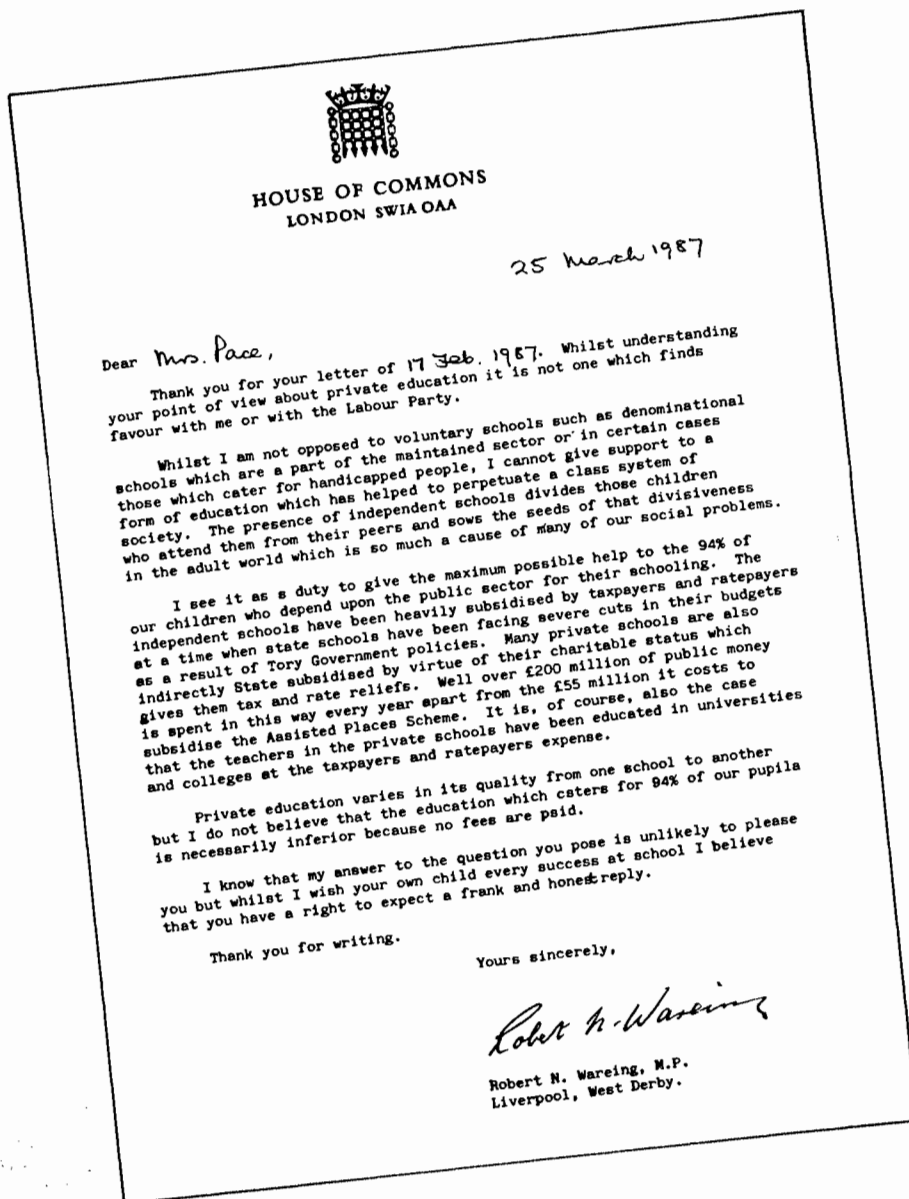 HOUSE OF COMMONS
LONDON SW1A OAA
25 March 1987
Dear Mrs. Pace,
Thank you for your letter of 17 Feb. 1987. Whilst understanding
your point of view about private education it is not one which finds
favour with me or with the Labour Party.
Whilst I am not opposed to voluntary schools such as denominational
schools which are a part of the maintained sector or in certain cases
those which cater for handicapped people, I cannot give support to a
form of education which has helped to perpetuate a class system of
society. The presence of independent schools divides those children
who attend them from their peers and sows the seeds of that divisiveness
in the adult world which is so much a cause of many of our social problems.
I see it as s duty to give the maximum possible help to the 94% of
our children who depend upon the public sector for their schooling. The
independent schools have been heavily subsidised by taxpayers and ratepayers
at a time when state schools have been facing severe cuts in their budgets
as a result of Tory Government policies. Many private schools are also
indirectly State subsidised by virtue of their charitable status which
gives them tax and rate reliefs. Well over £200 million of public money
is spent in this way every year apart from the £55 million it costs to
subsidise the Aasisted Places Scheme. It is, of course, also the case
that the teachers in the private schools have been educated in universities
and colleges at the taxpayers and ratepayers expense.
Private education varies in its quality from one school to another
but I do not believe that the education which csters for 94% of our pupila
is necessarily inferior because no fees are psid.
I know that my answer to the question you pose is unlikely to please
you but whilst I wish your own child every success at school I believe
that you have a right to expect a frank and honest reply.
Thank you for writing.
Yours sincerely,
Robert N. Wareing
Robert N. Wareing, M.P.
Liverpool, West Derby.